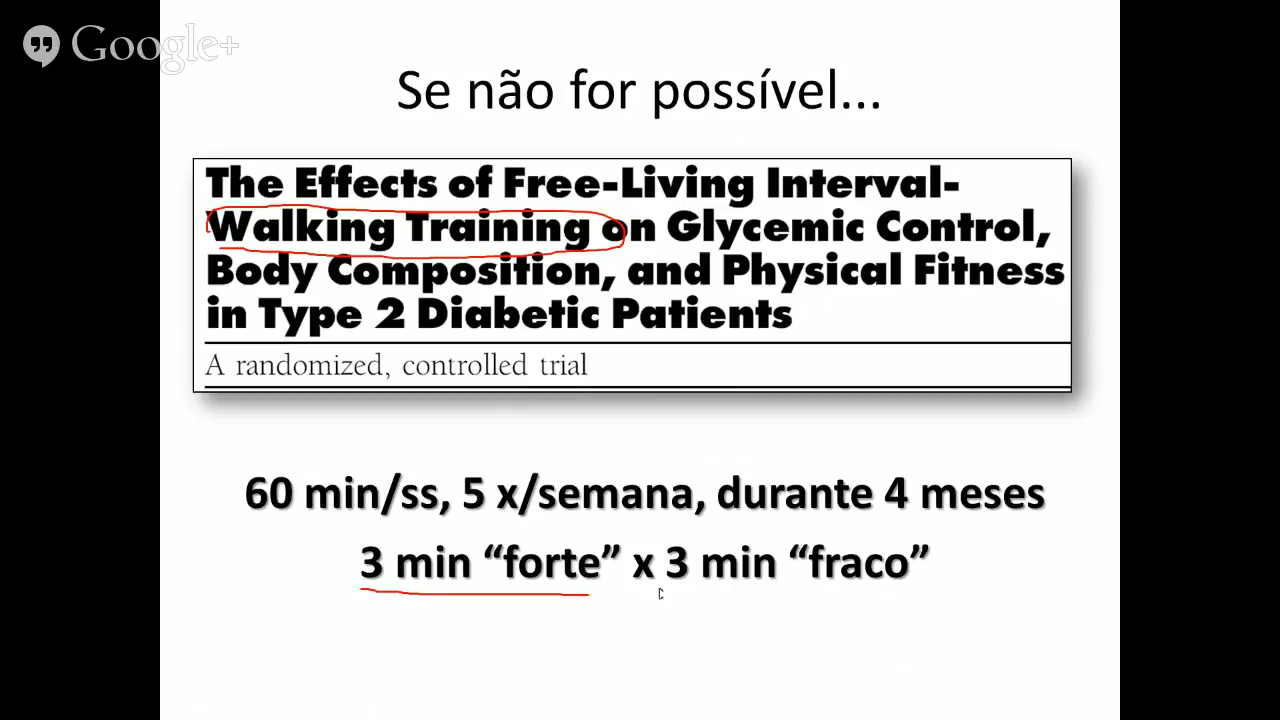 Google+
Se não for possível...
The Effects of Free-Living Interval-
Walking Training on Glycemic Control,
Body Composition, and Physical Fitness
in Type 2 Diabetic Patients
A randomized, controlled trial
60 min/ss, 5 x/semana, durante 4 meses
3 min “forte” x 3 min “fraco”